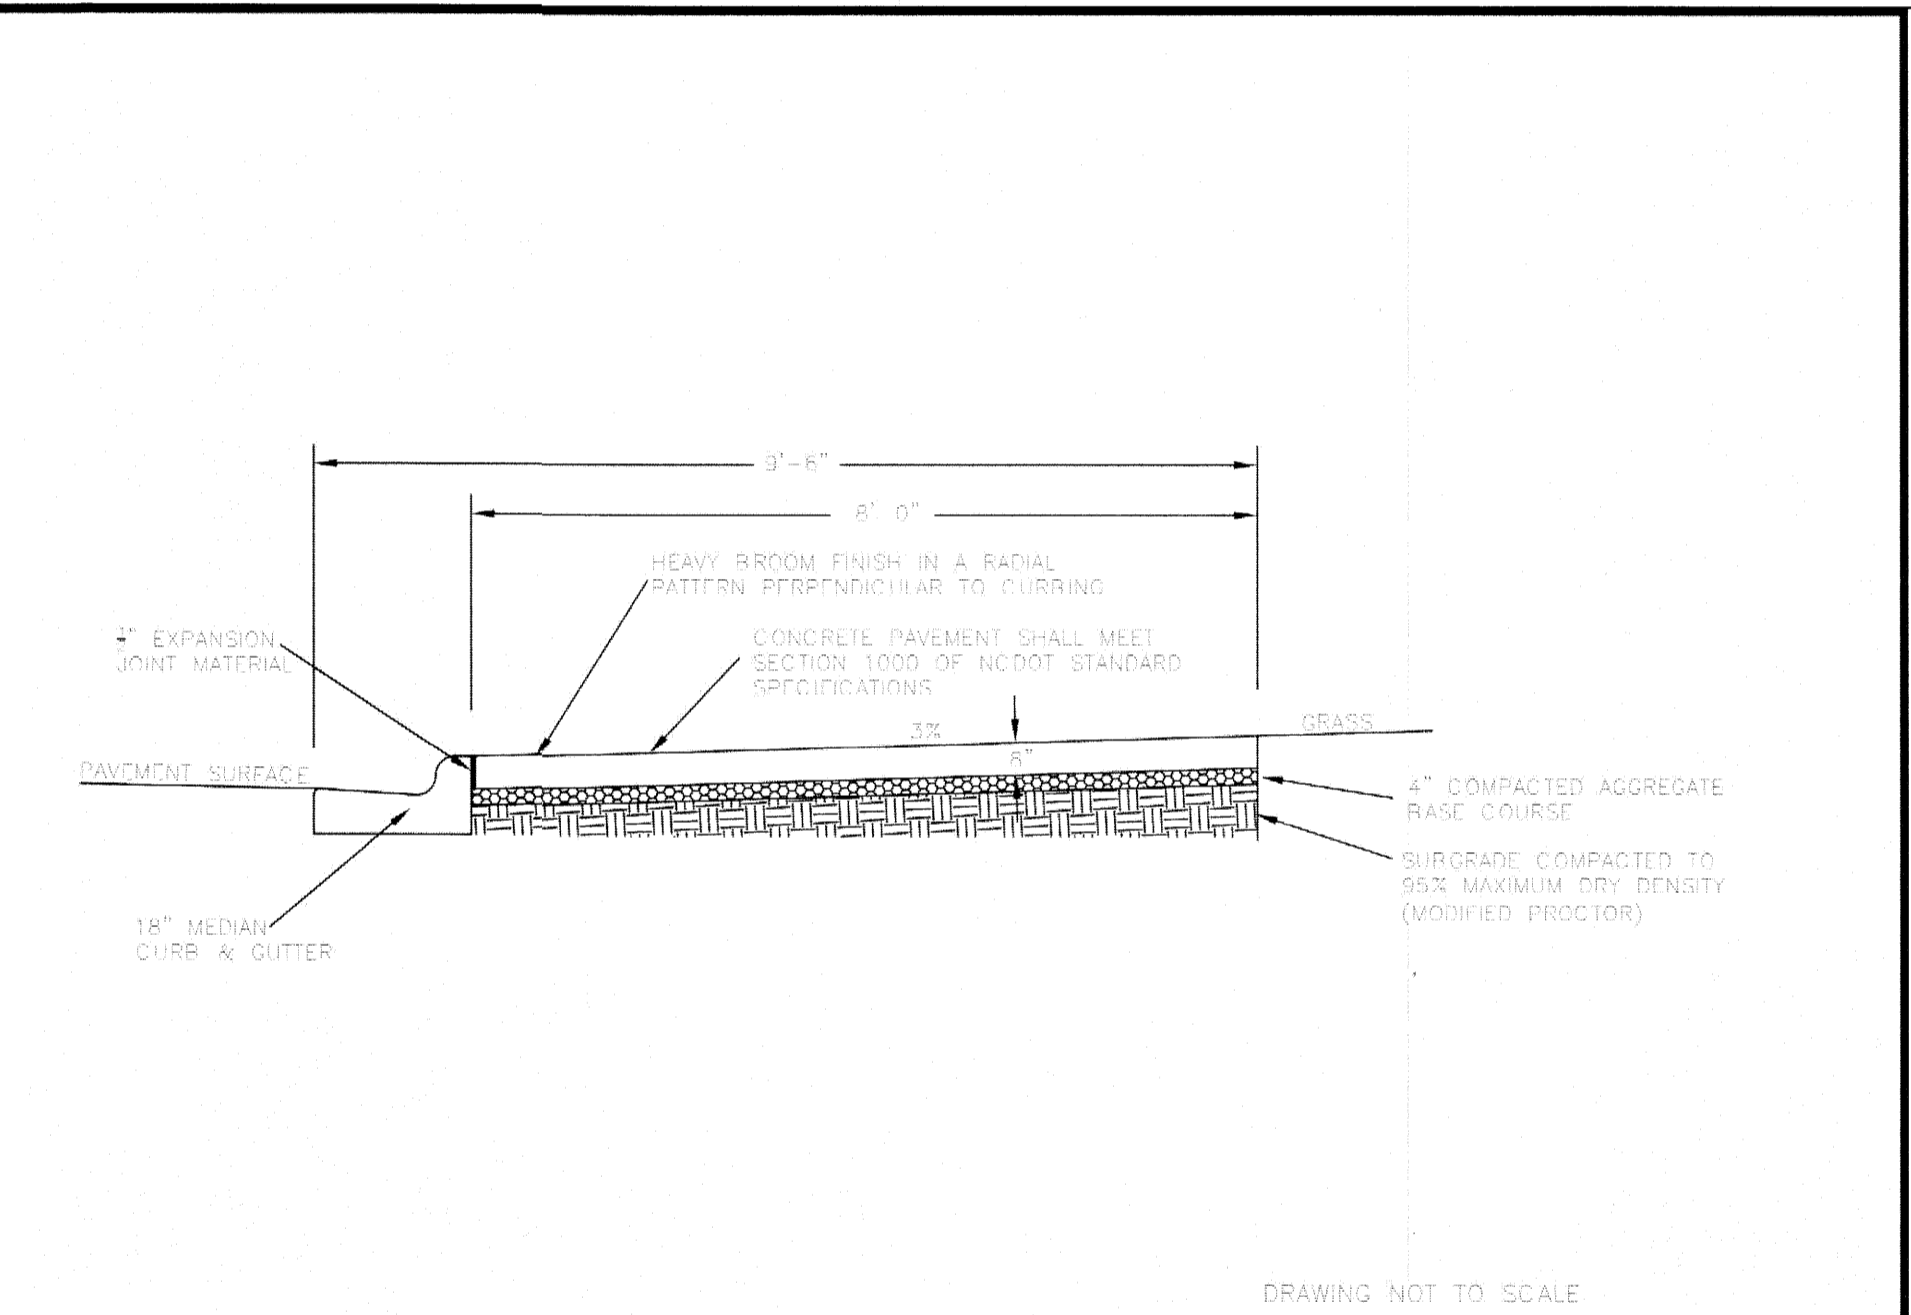 9'-6"
8'-0"
HEAVY BROOM FINISH IN A RADIAL
PATTERN PERPENDICULAR TO CURBING
½" EXPANSION
JOINT MATERIAL
CONCRETE PAVEMENT SHALL MEET
SECTION 1000 OF NCDOT STANDARD
SPECIFICATIONS
3%
GRASS
PAVEMENT SURFACE
4" COMPACTED AGGREGATE
BASE COURSE
SUBGRADE COMPACTED TO
95% MAXIMUM DRY DENSITY
(MODIFIED PROCTOR)
18" MEDIAN
CURB & GUTTER
DRAWING NOT TO SCALE